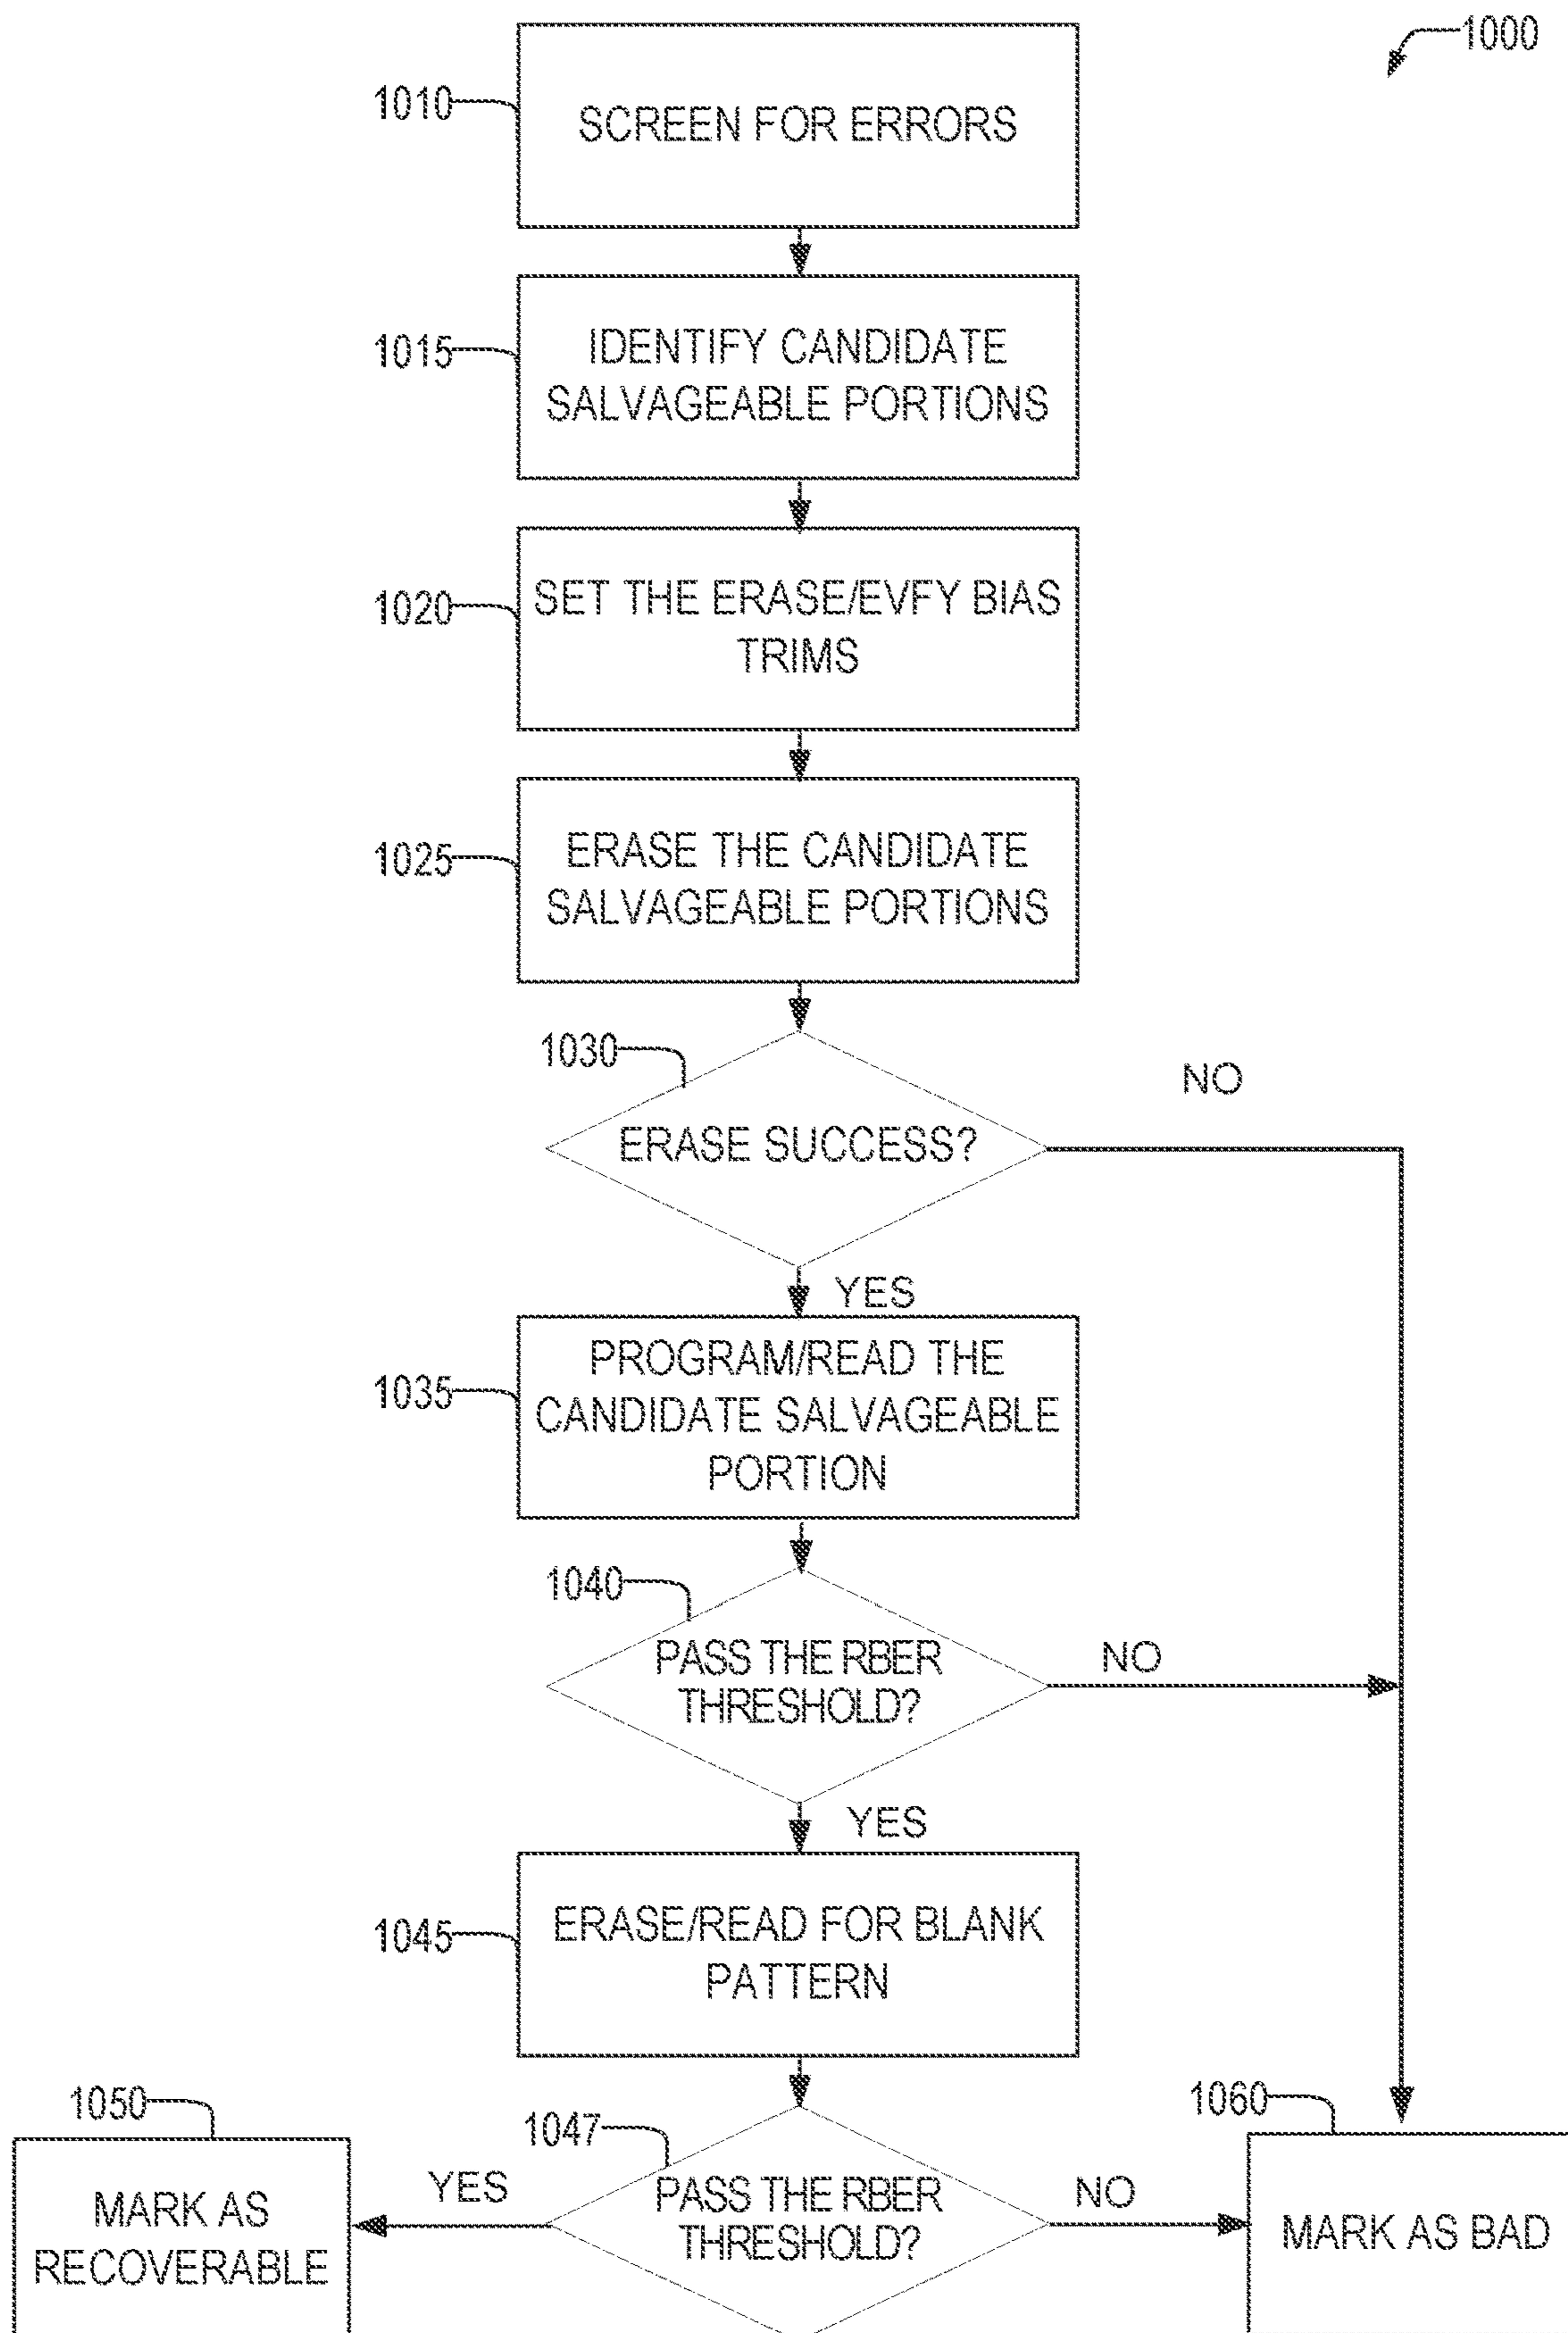 1000
1010
SCREEN FOR ERRORS
1015
IDENTIFY CANDIDATE
SALVAGEABLE PORTIONS
1020
SET THE ERASE/EVFY BIAS
TRIMS
1025
ERASE THE CANDIDATE
SALVAGEABLE PORTIONS
1030
ERASE SUCCESS?
NO
YES
1035
PROGRAM/READ THE
CANDIDATE SALVAGEABLE
PORTION
1040
PASS THE RBER
THRESHOLD?
NO
YES
1045
ERASE/READ FOR BLANK
PATTERN
1050
MARK AS
RECOVERABLE
YES
1047
PASS THE RBER
THRESHOLD?
NO
1060
MARK AS BAD